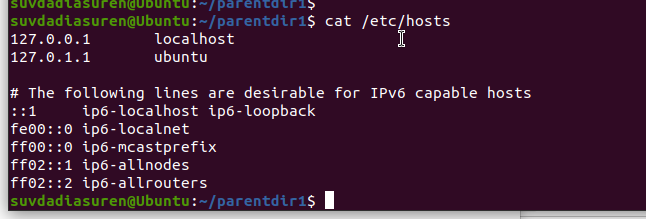 suvdadiasuren@Ubuntu:~/parentdir1$
suvdadiasuren@Ubuntu:~/parentdir1$ cat /etc/hosts
127.0.0.1       localhost
127.0.1.1       ubuntu
# The following lines are desirable for IPv6 capable hosts
::1     ip6-localhost ip6-loopback
fe00::0 ip6-localnet
ff00::0 ip6-mcastprefix
ff02::1 ip6-allnodes
ff02::2 ip6-allrouters
suvdadiasuren@Ubuntu:~/parentdir1$